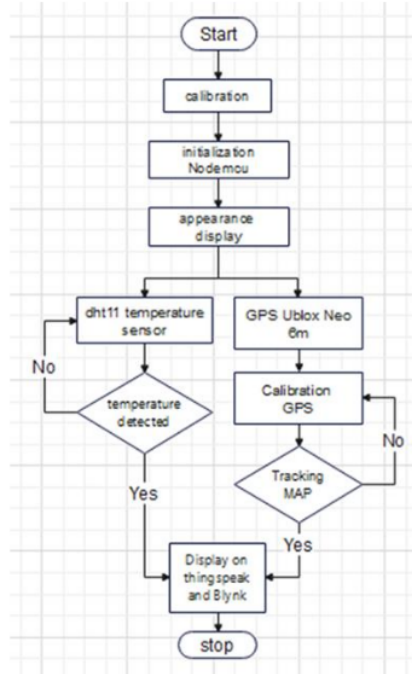 Start
calibration
initialization
Nodemcu
appearance
display
dht11 temperature
sensor
GPS Ublox Neo
6m
No
temperature
detected
Calibration
GPS
No
Tracking
MAP
Yes
Yes
Display on
thingspeak
and Blynk
stop